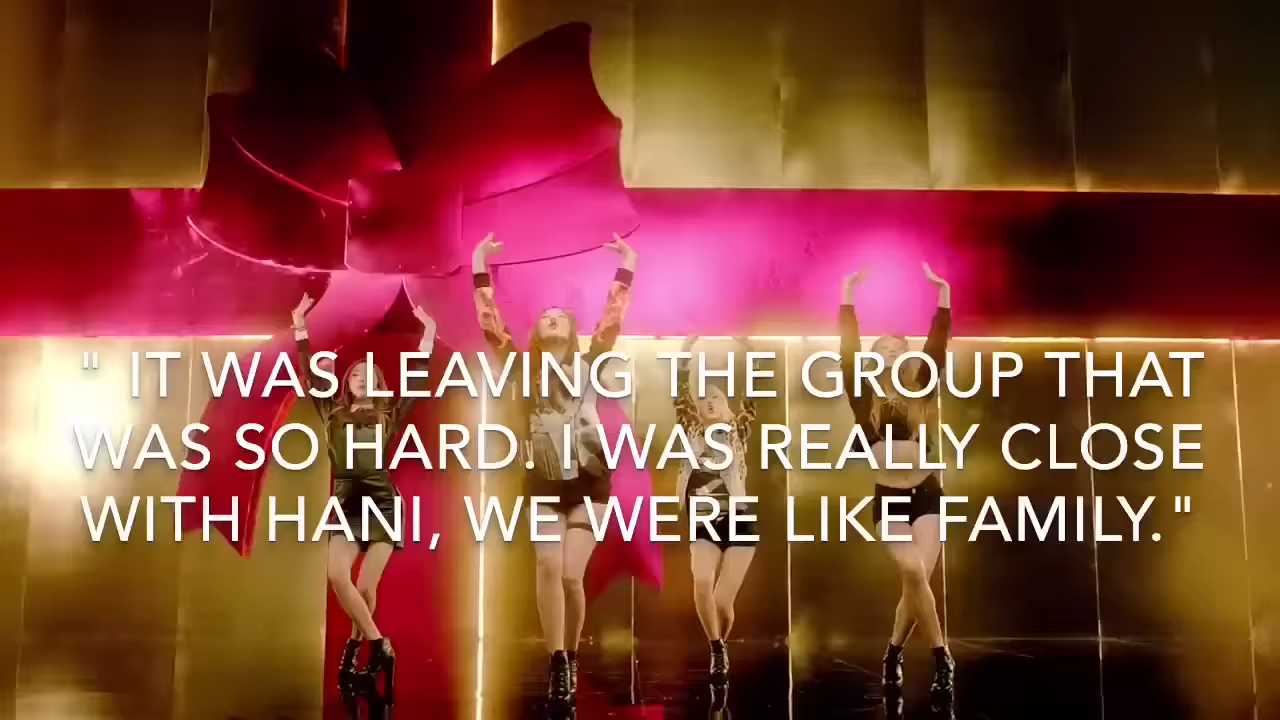 " IT WAS LEAVING THE GROUP THAT
WAS SO HARD. I WAS REALLY CLOSE
WITH HANI, WE WERE LIKE FAMILY."